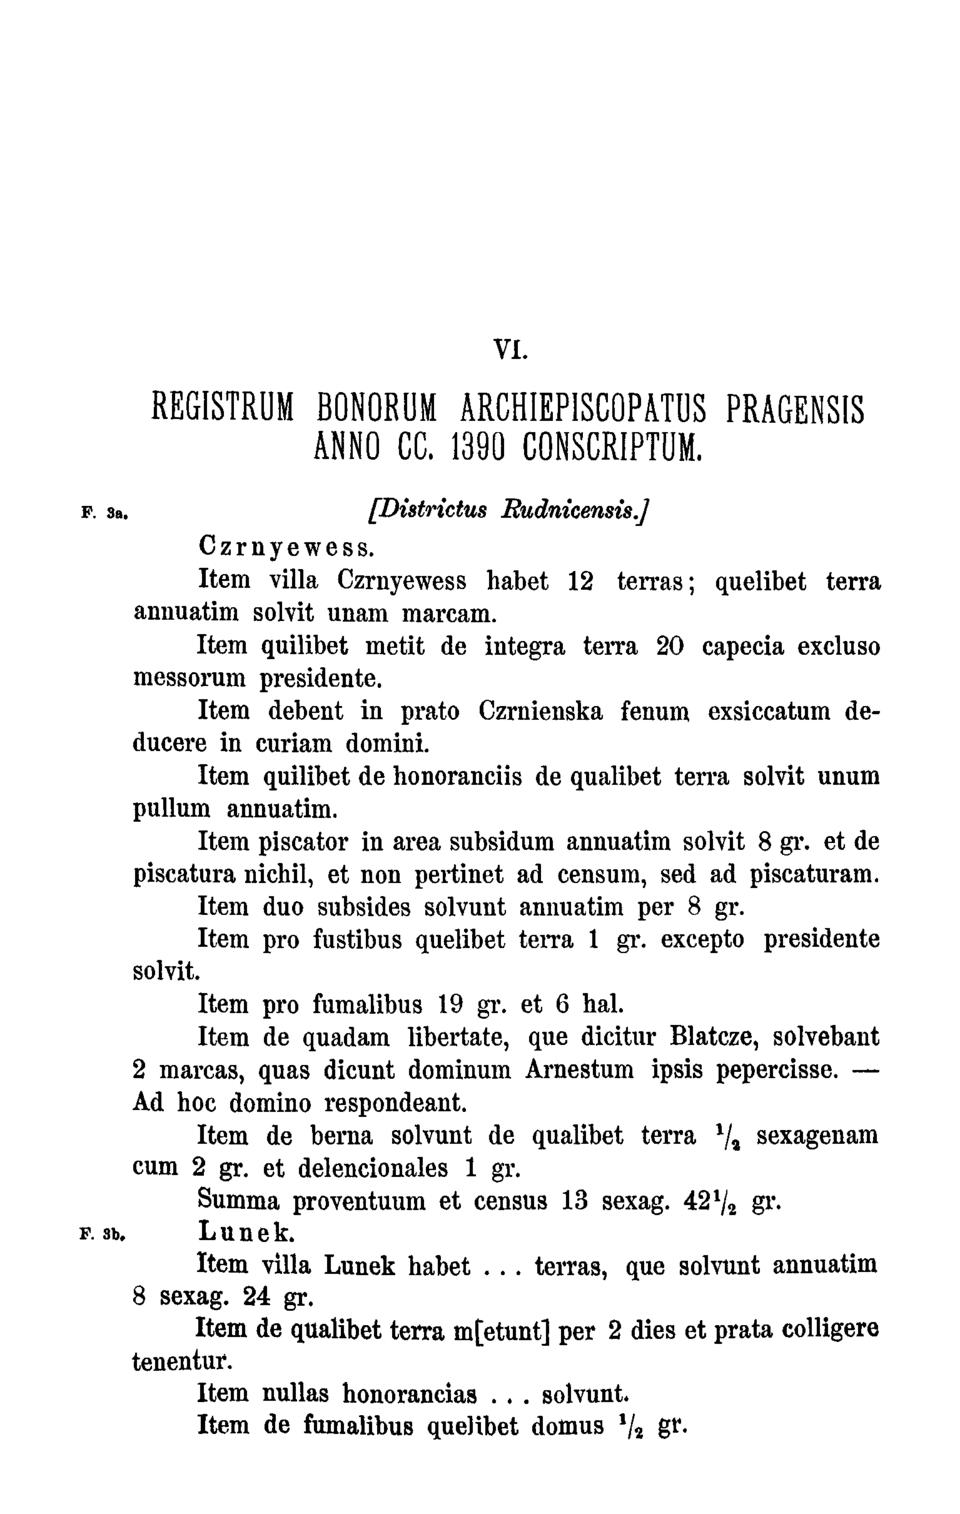 VI.
REGISTRUM BONORUM ARCHIEPISCOPATUS PRAGENSIS
ANNO CC. 1390 CONSCRIPTUM.
F. 3a. [Districtus Rudnicensis.]
Czrnyewess.
Item villa Czrnyewess habet 12 terras; quelibet terra
annuatim solvit unam marcam.
Item quilibet metit de integra terra 20 capecia excluso
messorum presidente.
Item debent in prato Czrnienska fenum exsiccatum de-
ducere in curiam domini.
Item quilibet de honoranciis de qualibet terra solvit unum
pullum annuatim.
Item piscator in area subsidum annuatim solvit 8 gr. et de
piscatura nichil, et non pertinet ad censum, sed ad piscaturam.
Item duo subsides solvunt annuatim per 8 gr.
Item pro fustibus quelibet terra 1 gr. excepto presidente
solvit.
Item pro fumalibus 19 gr. et 6 hal.
Item de quadam libertate, que dicitur Blatcze, solvebant
2 marcas, quas dicunt dominum Arnestum ipsis pepercisse. —
Ad hoc domino respondeant.
Item de berna solvunt de qualibet terra 1/2 sexagenam
cum 2 gr. et delencionales 1 gr.
Summa proventuum et census 13 sexag. 42 1/2 gr.
F. 3b. Lunek.
Item villa Lunek habet ... terras, que solvunt annuatim
8 sexag. 24 gr.
Item de qualibet terra m[etunt] per 2 dies et prata colligere
tenentur.
Item nullas honorancias ... solvunt.
Item de fumalibus quelibet domus 1/2 gr.